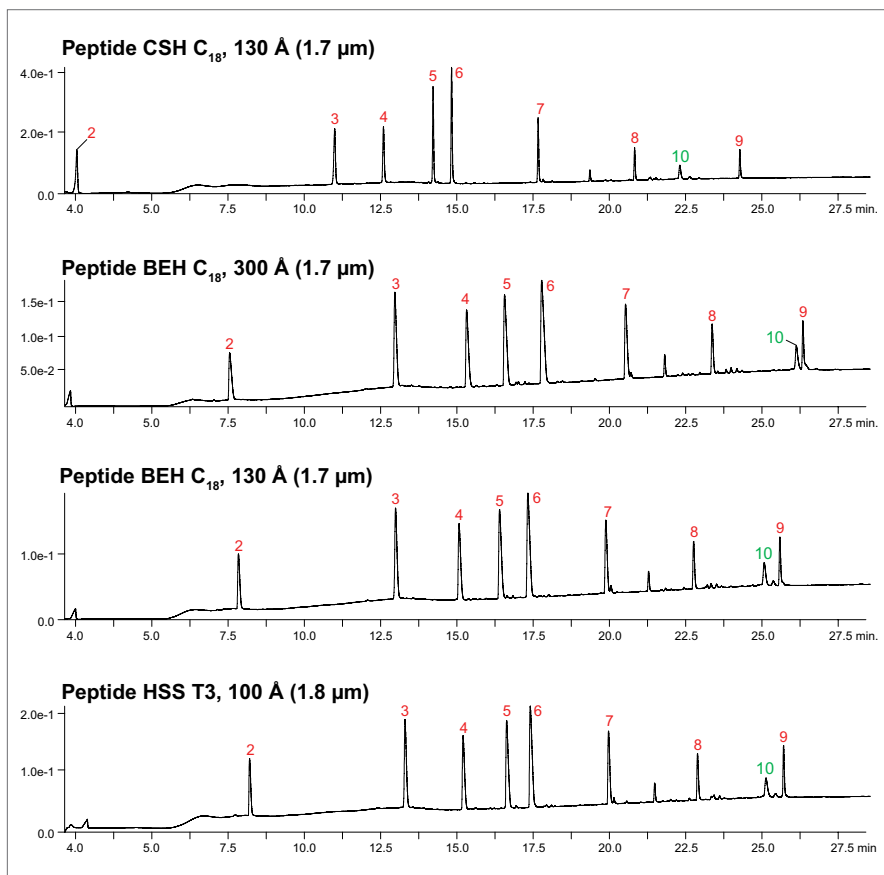 Peptide CSH C18, 130 Å (1.7 µm)
4.0e-1
2.0e-1
0.0
2 3 4 5 6 7 8 10 9
4.0 5.0 7.5 10.0 12.5 15.0 17.5 20.0 22.5 25.0 27.5 min.
Peptide BEH C18, 300 Å (1.7 µm)
1.5e-1
1.0e-1
5.0e-2
2 3 4 5 6 7 8 10 9
4.0 5.0 7.5 10.0 12.5 15.0 17.5 20.0 22.5 25.0 27.5 min.
Peptide BEH C18, 130 Å (1.7 µm)
1.0e-1
0.0
2 3 4 5 6 7 8 10 9
4.0 5.0 7.5 10.0 12.5 15.0 17.5 20.0 22.5 25.0 27.5 min.
Peptide HSS T3, 100 Å (1.8 µm)
2.0e-1
1.0e-1
0.0
2 3 4 5 6 7 8 10 9
4.0 5.0 7.5 10.0 12.5 15.0 17.5 20.0 22.5 25.0 27.5 min.